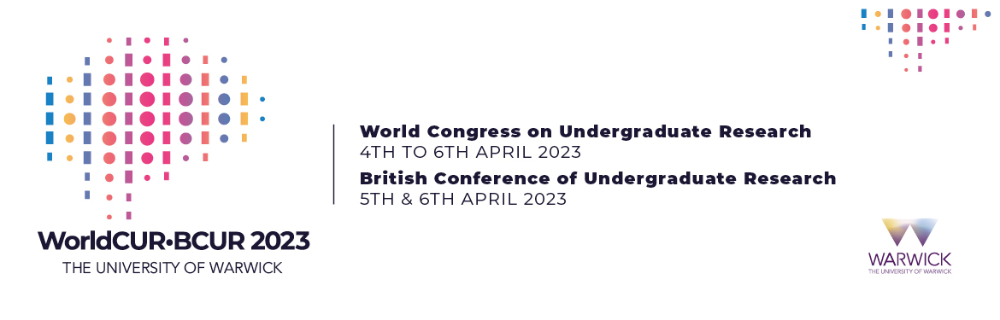 World Congress on Undergraduate Research
4TH TO 6TH APRIL 2023
British Conference of Undergraduate Research
5TH & 6TH APRIL 2023
WorldCUR•BCUR 2023
THE UNIVERSITY OF WARWICK
WARWICK
THE UNIVERSITY OF WARWICK